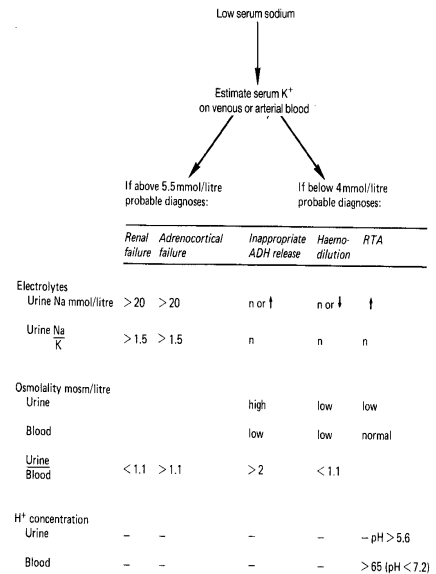 Low serum sodium
Estimate serum K+
on venous or arterial blood
If above 5.5 mmol/litre
probable diagnoses:
If below 4 mmol/litre
probable diagnoses:
Renal failure Adrenocortical failure Inappropriate ADH release Haemo-dilution RTA
Electrolytes
Urine Na mmol/litre >20 >20 n or ↑ n or ↓ ↑
Urine Na/K >1.5 >1.5 n n n
Osmolality mosm/litre
Urine high low low
Blood low low normal
Urine/Blood <1.1 >1.1 >2 <1.1
H+ concentration
Urine – – – – – pH >5.6
Blood – – – – >65 (pH <7.2)